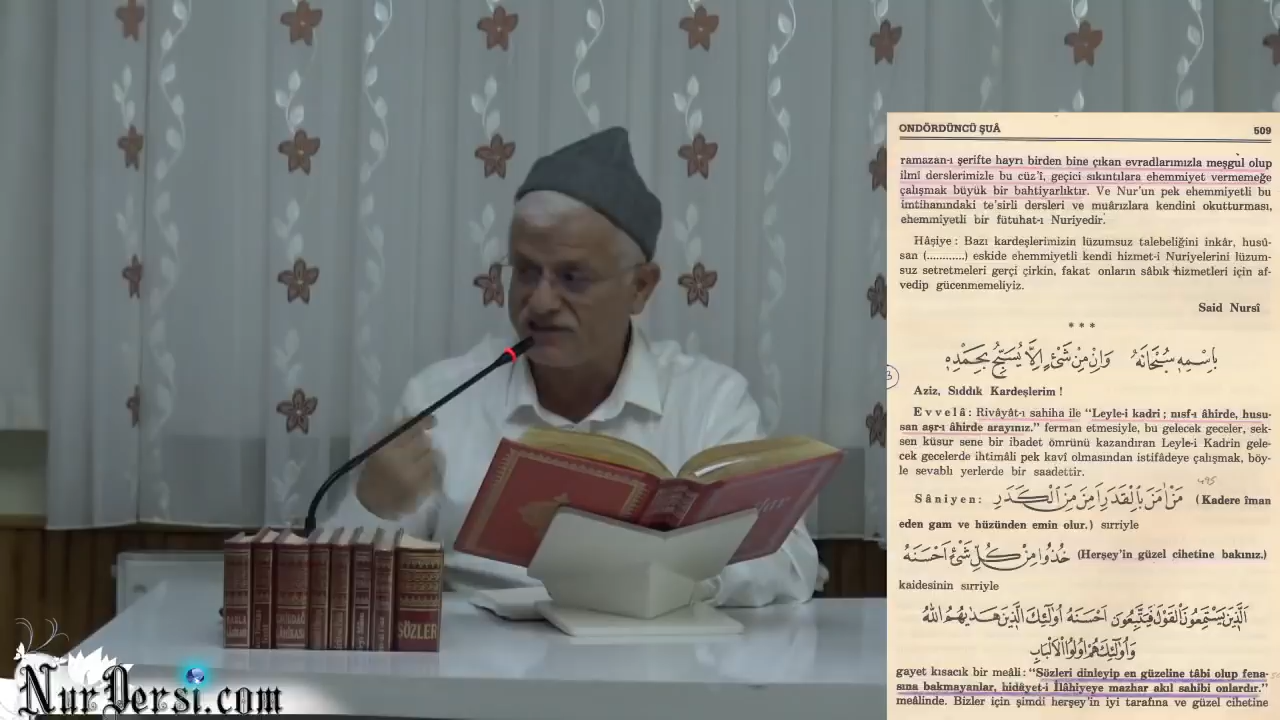 ONDÖRDÜNCÜ ŞUÂ 509
ramazan-ı şerifte hayrı birden bine çıkan evradlarımızla meşgul olup
ilmî derslerimizle bu cüz'î, geçici sıkıntılara ehemmiyet vermemeğe
çalışmak büyük bir bahtiyarlıktır. Ve Nur'un pek ehemmiyetli bu
imtihanındaki te'sirli dersleri ve muârızlara kendini okutturması,
ehemmiyetli bir fütuhat-ı Nuriyedir.
Hâşiye : Bazı kardeşlerimizin lüzumsuz talebeliğini inkâr, husû-
san (............) eskide ehemmiyetli kendi hizmet-i Nuriyelerini lüzum-
suz setretmeleri gerçi çirkin, fakat onların sâbık hizmetleri için af-
vedip gücenmemeliyiz.
Said Nursî
* * *
بِاسْمِهِ سُبْحَانَهُ وَاِنْ مِنْ شَيْءٍ اِلَّا يُسَبِّحُ بِحَمْدِهِ
Aziz, Sıddık Kardeşlerim !
Evvelâ : Rivâyât-ı sahiha ile "Leyle-i kadri ; nısf-ı âhirde, husu-
san aşr-ı âhirde arayınız." ferman etmesiyle, bu gelecek geceler, sek-
sen küsur sene bir ibadet ömrünü kazandıran Leyle-i Kadrin gele-
cek gecelerde ihtimâli pek kavî olmasından istifâdeye çalışmak, böy-
le sevablı yerlerde bir saadettir.
Sâniyen : مَنْ اٰمَنَ بِالْقَدَرِ اَمِنَ مِنَ الْكَدَرِ (Kadere îman
eden gam ve hüzünden emin olur.) sırriyle
خُذُوا مِنْ كُلِّ شَيْءٍ اَحْسَنَهُ (Herşey'in güzel cihetine bakınız.)
kaidesinin sırriyle
اَلَّذِينَ يَسْتَمِعُونَ الْقَوْلَ فَيَتَّبِعُونَ اَحْسَنَهُ اُولٰئِكَ الَّذِينَ هَدٰيهُمُ اللّٰهُ
وَاُولٰئِكَ هُمْ اُولُوا الْاَلْبَابِ
gayet kısacık bir meâli : "Sözleri dinleyip en güzeline tâbi olup fena-
sına bakmayanlar, hidâyet-i İlâhiyeye mazhar akıl sahibi onlardır."
meâlinde. Bizler için şimdi herşey'in iyi tarafına ve güzel cihetine
SÖZLER
NurDersi.com